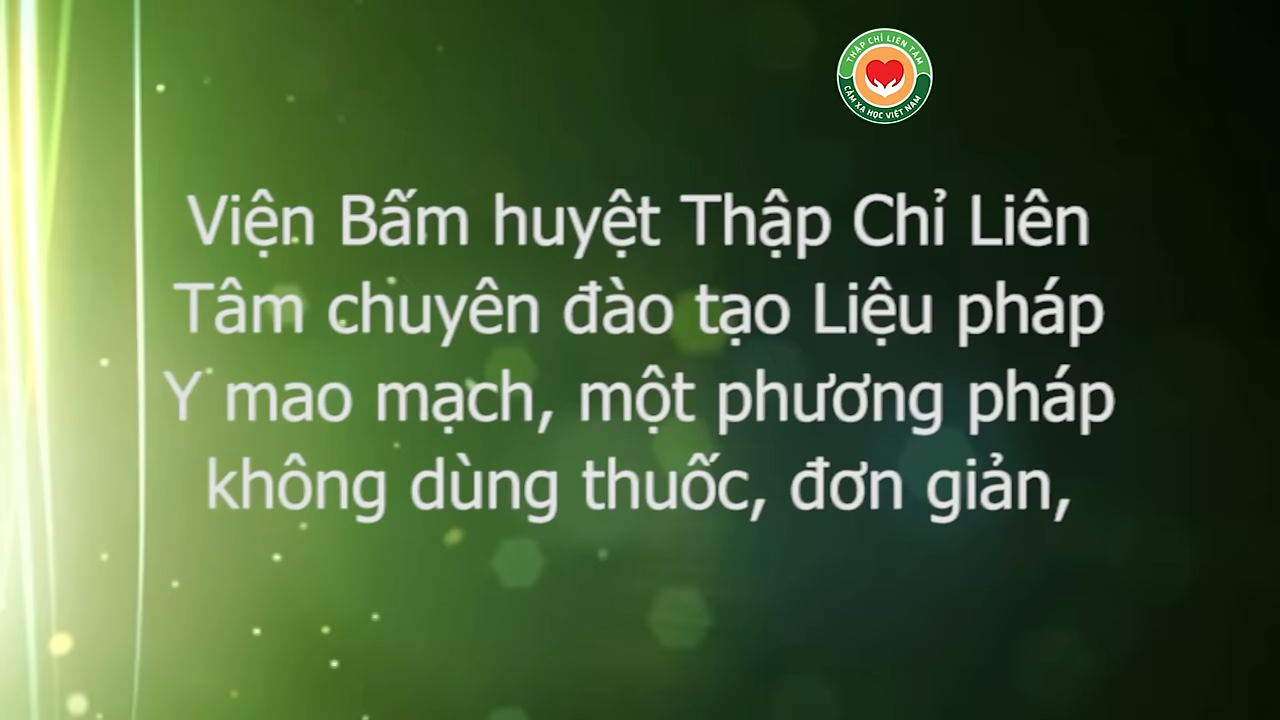 THẬP CHỈ LIÊN TÂM
CẢM XẠ HỌC VIỆT NAM
Viện Bấm huyệt Thập Chỉ Liên
Tâm chuyên đào tạo Liệu pháp
Y mao mạch, một phương pháp
không dùng thuốc, đơn giản,